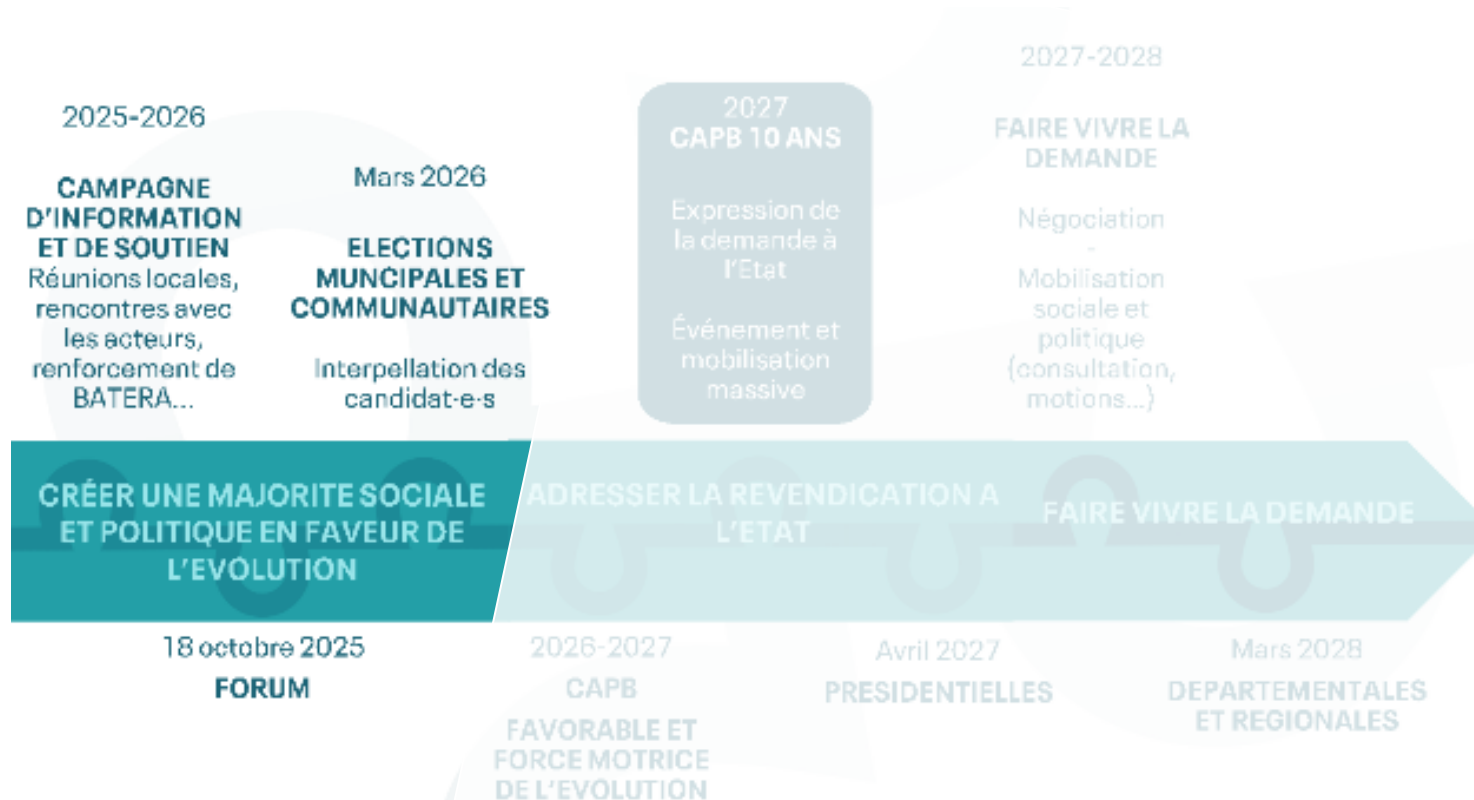 2025-2026
CAMPAGNE
D'INFORMATION
ET DE SOUTIEN
Réunions locales,
rencontres avec
les acteurs,
renforcement de
BATERA...
Mars 2026
ELECTIONS
MUNCIPALES ET
COMMUNAUTAIRES
Interpellation des
candidat·e·s
2027
CAPB 10 ANS
Expression de
la demande à
l'Etat
Événement et
mobilisation
massive
2027-2028
FAIRE VIVRE LA
DEMANDE
Négociation
-
Mobilisation
sociale et
politique
(consultation,
motions...)
CRÉER UNE MAJORITE SOCIALE
ET POLITIQUE EN FAVEUR DE
L'EVOLUTION
ADRESSER LA REVENDICATION A
L'ETAT
FAIRE VIVRE LA DEMANDE
18 octobre 2025
FORUM
2026-2027
CAPB
FAVORABLE ET
FORCE MOTRICE
DE L'EVOLUTION
Avril 2027
PRESIDENTIELLES
Mars 2028
DEPARTEMENTALES
ET REGIONALES